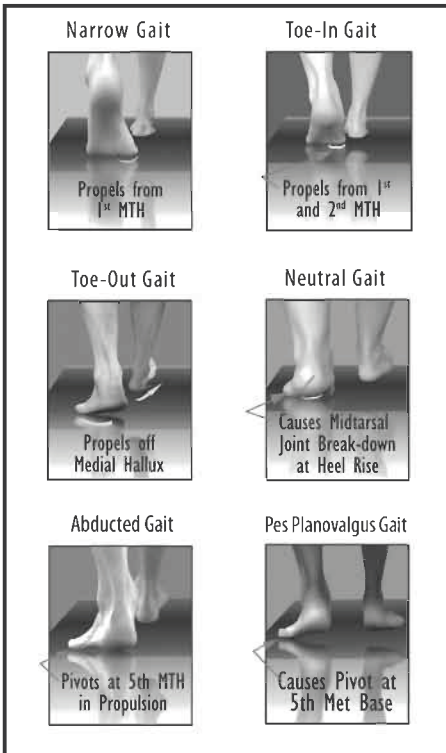 Narrow Gait
Propels from
1st MTH
Toe-In Gait
Propels from 1st
and 2nd MTH
Toe-Out Gait
Propels off
Medial Hallux
Neutral Gait
Causes Midtarsal
Joint Break-down
at Heel Rise
Abducted Gait
Pivots at 5th MTH
in Propulsion
Pes Planovalgus Gait
Causes Pivot at
5th Met Base